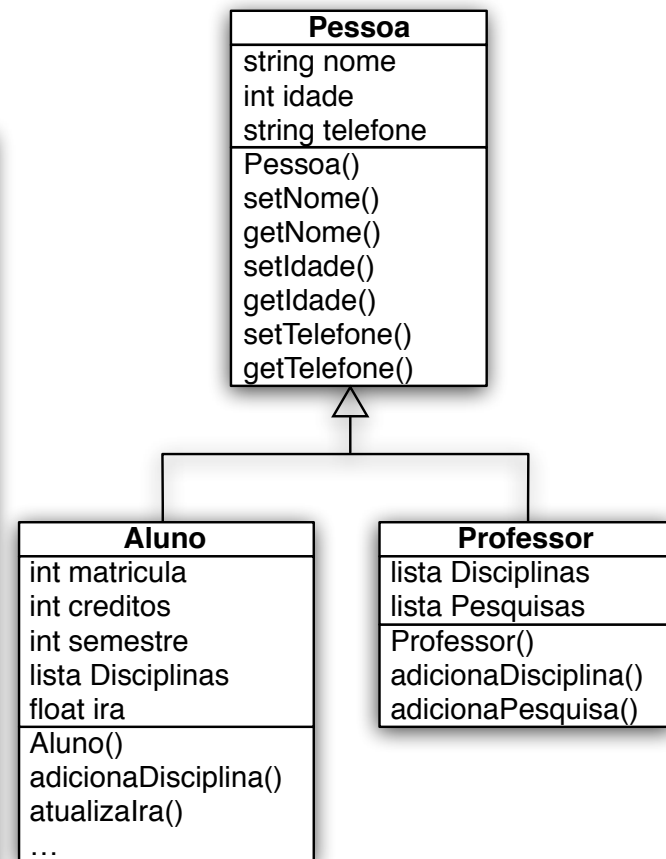 Pessoa
string nome
int idade
string telefone
Pessoa()
setNome()
getNome()
setIdade()
getIdade()
setTelefone()
getTelefone()
Aluno
int matricula
int creditos
int semestre
lista Disciplinas
float ira
Aluno()
adicionaDisciplina()
atualizaIra()
…
Professor
lista Disciplinas
lista Pesquisas
Professor()
adicionaDisciplina()
adicionaPesquisa()